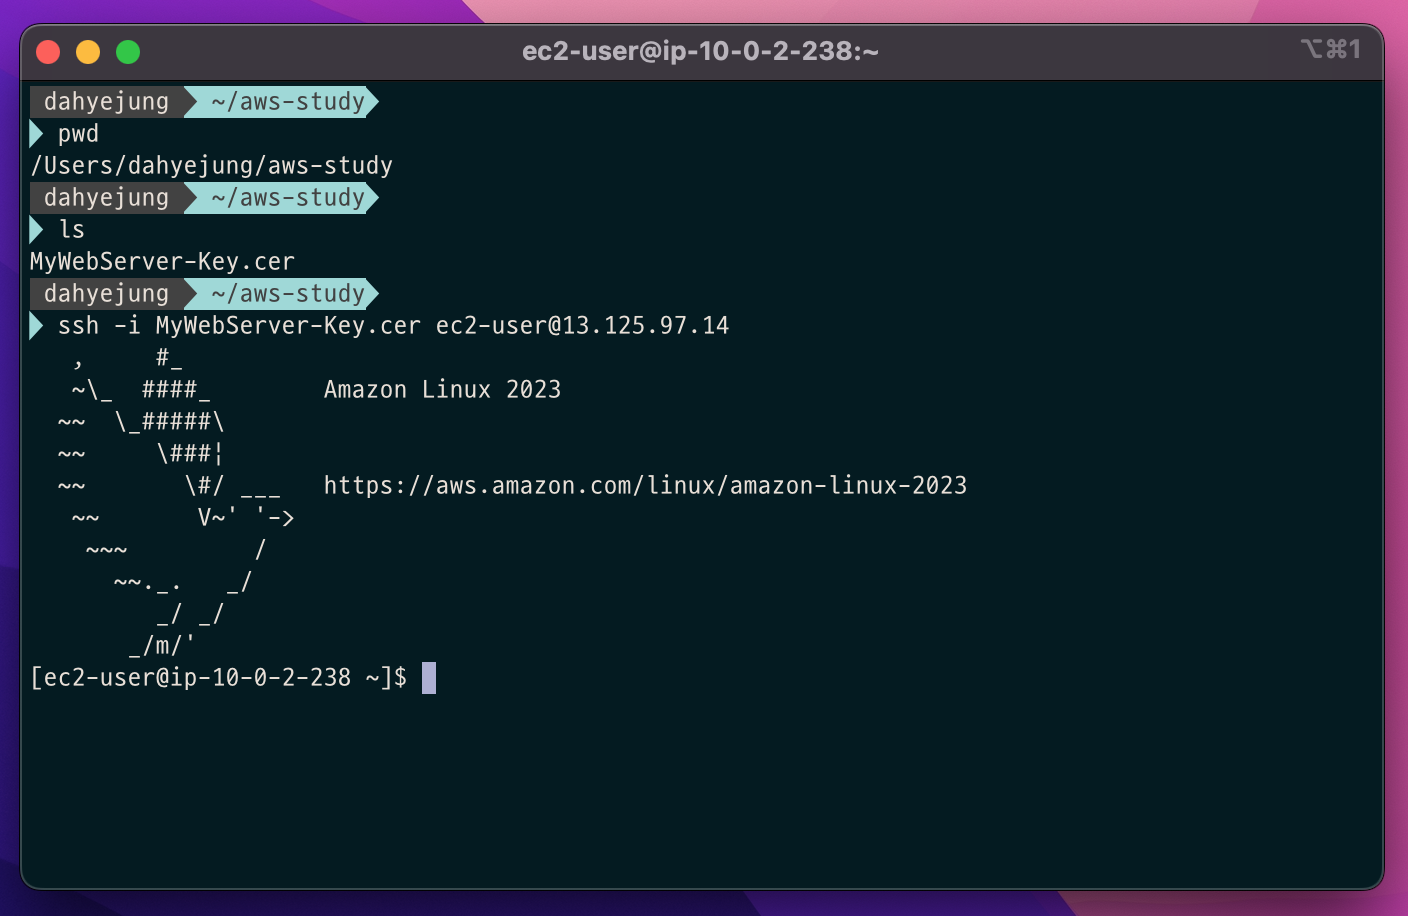 ec2-user@ip-10-0-2-238:~ ⌥⌘1
dahyejung ~/aws-study
pwd
/Users/dahyejung/aws-study
dahyejung ~/aws-study
ls
MyWebServer-Key.cer
dahyejung ~/aws-study
ssh -i MyWebServer-Key.cer ec2-user@13.125.97.14
   ,     #_
   ~\_  ####_        Amazon Linux 2023
  ~~  \_#####\
  ~~     \###¦
  ~~       \#/ ___   https://aws.amazon.com/linux/amazon-linux-2023
   ~~       V~' '->
    ~~~         /
      ~~._.   _/
         _/ _/
       _/m/'
[ec2-user@ip-10-0-2-238 ~]$